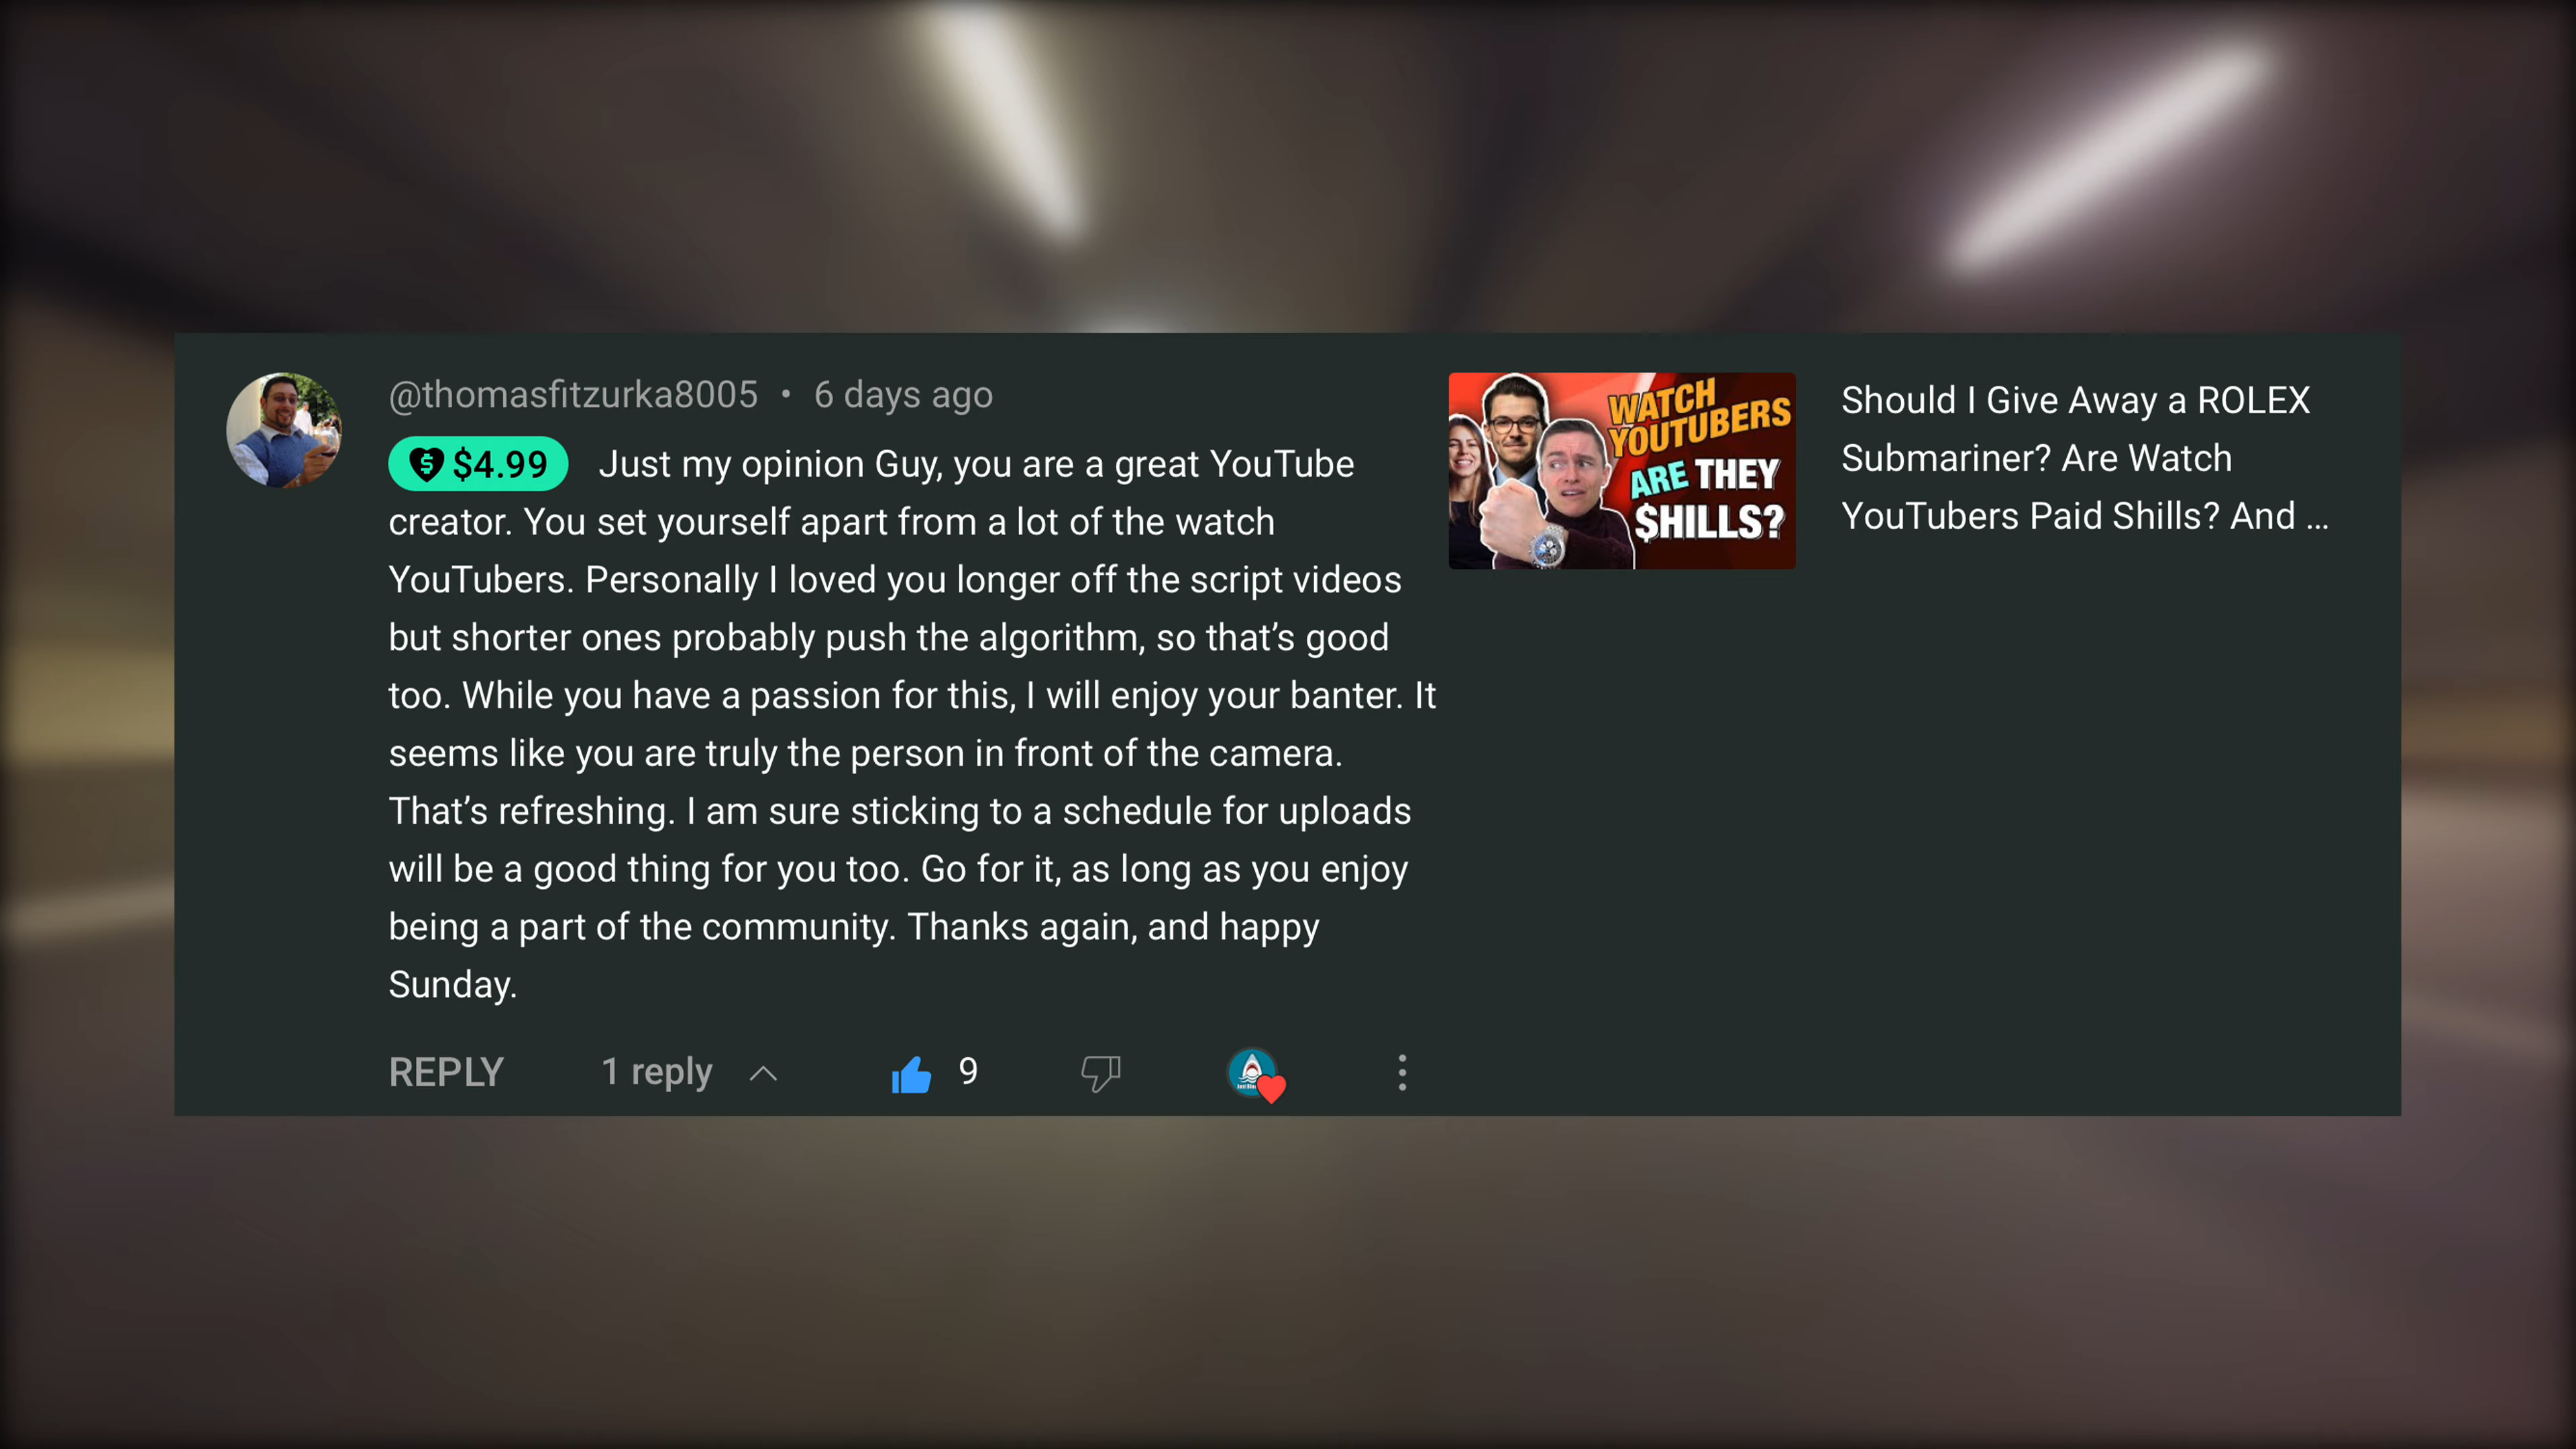 @thomasfitzurka8005 • 6 days ago
$4.99 Just my opinion Guy, you are a great YouTube
creator. You set yourself apart from a lot of the watch
YouTubers. Personally I loved you longer off the script videos
but shorter ones probably push the algorithm, so that’s good
too. While you have a passion for this, I will enjoy your banter. It
seems like you are truly the person in front of the camera.
That’s refreshing. I am sure sticking to a schedule for uploads
will be a good thing for you too. Go for it, as long as you enjoy
being a part of the community. Thanks again, and happy
Sunday.
REPLY 1 reply 9
WATCH
YOUTUBERS
ARE THEY
$HILLS?
Should I Give Away a ROLEX
Submariner? Are Watch
YouTubers Paid Shills? And ...